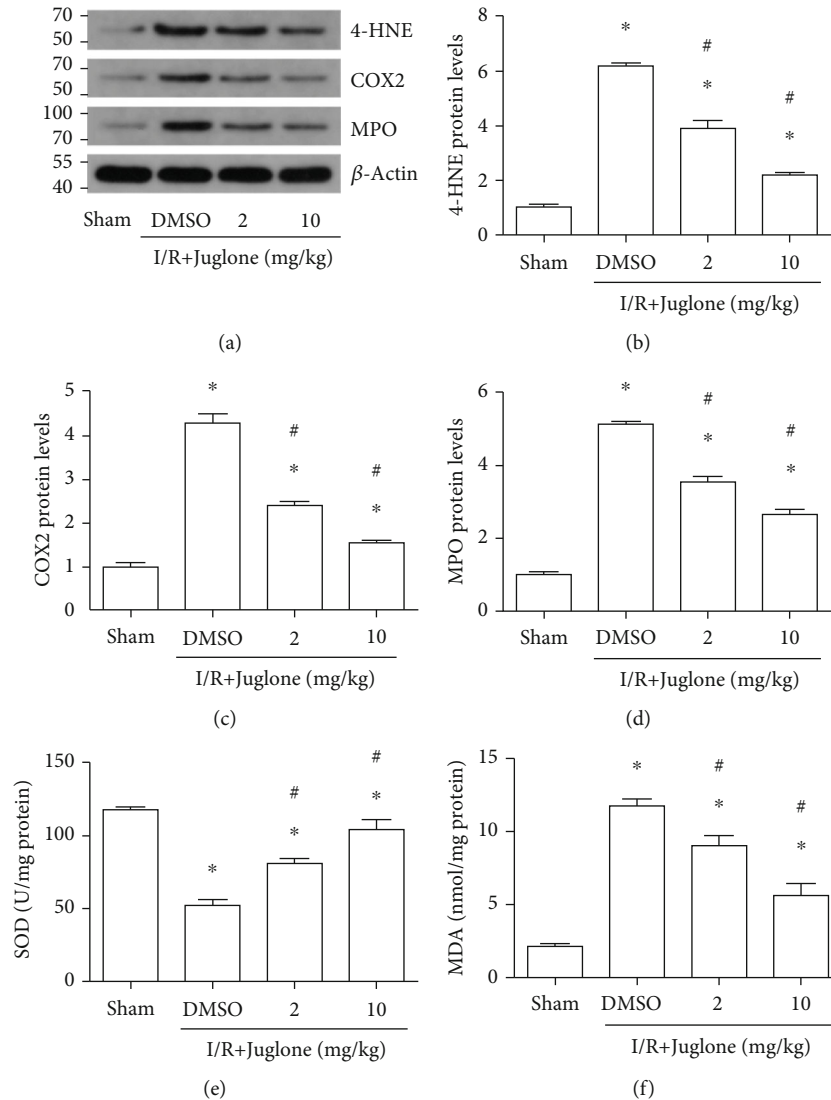 70
50
4-HNE
70
50
COX2
100
70
MPO
55
40
β-Actin
Sham DMSO 2 10
I/R+Juglone (mg/kg)
(a)
4-HNE protein levels
8
6
4
2
0
*
#
*
#
*
Sham DMSO 2 10
I/R+Juglone (mg/kg)
(b)
COX2 protein levels
5
4
3
2
1
0
*
#
*
#
*
Sham DMSO 2 10
I/R+Juglone (mg/kg)
(c)
MPO protein levels
6
4
2
0
*
#
*
#
*
Sham DMSO 2 10
I/R+Juglone (mg/kg)
(d)
SOD (U/mg protein)
150
100
50
0
*
#
*
#
*
Sham DMSO 2 10
I/R+Juglone (mg/kg)
(e)
MDA (nmol/mg protein)
15
10
5
0
*
#
*
#
*
Sham DMSO 2 10
I/R+Juglone (mg/kg)
(f)